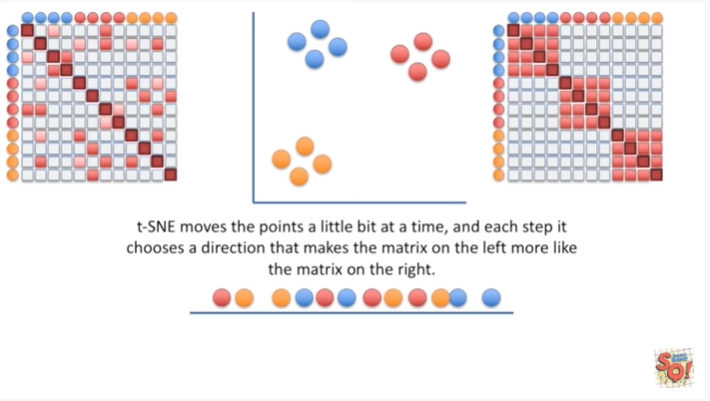 t-SNE moves the points a little bit at a time, and each step it
chooses a direction that makes the matrix on the left more like
the matrix on the right.
SQ!